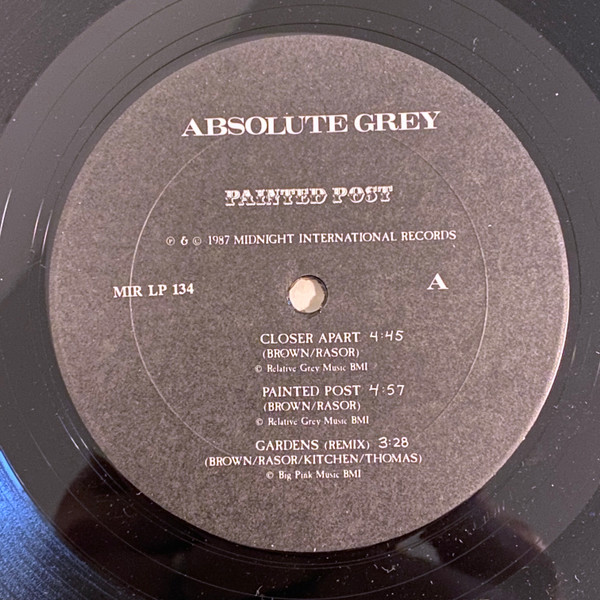 ABSOLUTE GREY
PAINTED POST
℗ & © 1987 MIDNIGHT INTERNATIONAL RECORDS
MIR LP 134
A
CLOSER APART 4:45
(BROWN/RASOR)
© Relative Grey Music BMI
PAINTED POST 4:57
(BROWN/RASOR)
© Relative Grey Music BMI
GARDENS (REMIX) 3:28
(BROWN/RASOR/KITCHEN/THOMAS)
© Big Pink Music BMI